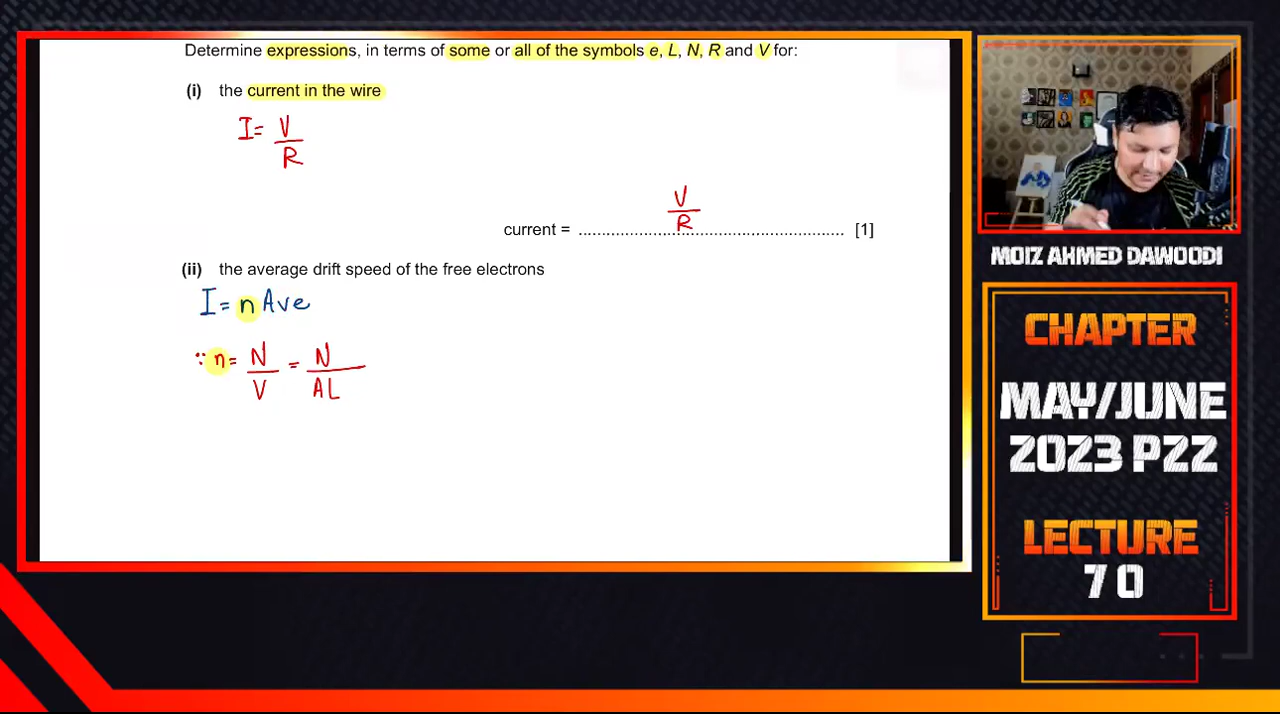 Determine expressions, in terms of some or all of the symbols e, L, N, R and V for:
(i) the current in the wire
I = V/R
V/R
current = ........................................................ [1]
(ii) the average drift speed of the free electrons
I = nAve
∵ n = N/V = N/AL
MOIZ AHMED DAWOODI
CHAPTER
MAY/JUNE
2023 P22
LECTURE
70